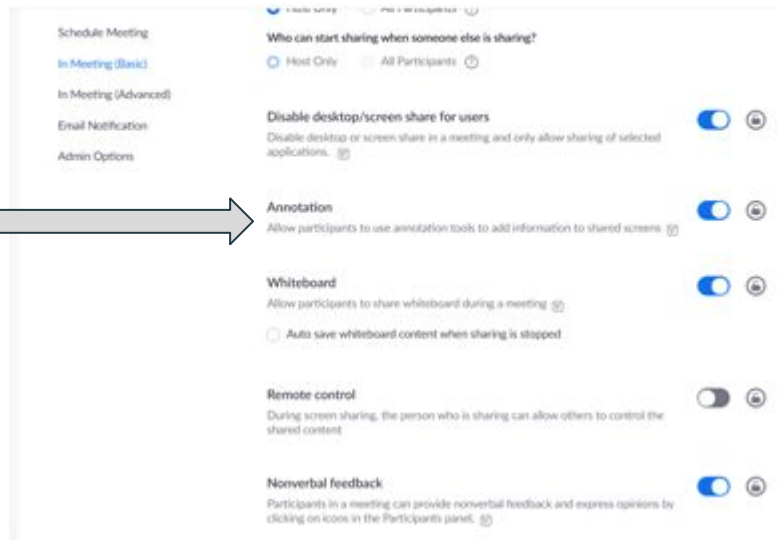 Host Only All Participants
Schedule Meeting
Who can start sharing when someone else is sharing?
In Meeting (Basic)
Host Only All Participants
In Meeting (Advanced)
Email Notification
Admin Options
Disable desktop/screen share for users
Disable desktop or screen share in a meeting and only allow sharing of selected
applications.
Annotation
Allow participants to use annotation tools to add information to shared screens
Whiteboard
Allow participants to share whiteboard during a meeting
Auto save whiteboard content when sharing is stopped
Remote control
During screen sharing, the person who is sharing can allow others to control the
shared content
Nonverbal feedback
Participants in a meeting can provide nonverbal feedback and express opinions by
clicking on icons in the Participants panel.